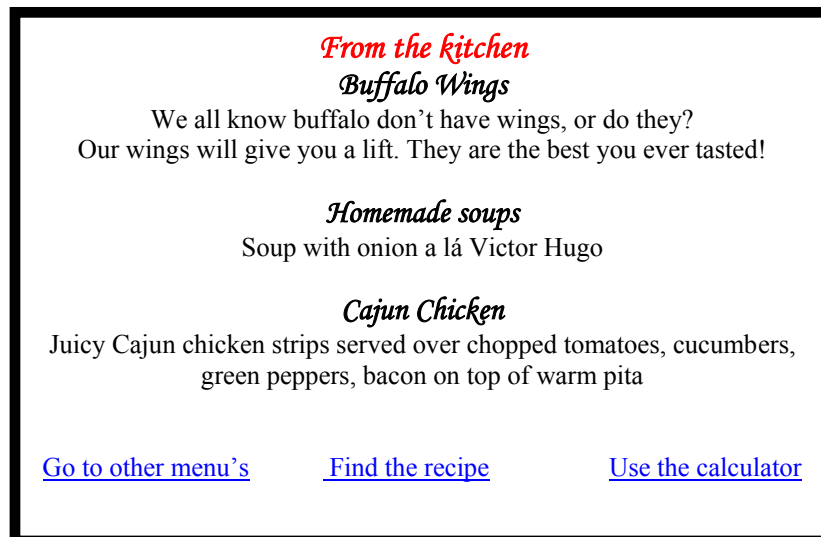 From the kitchen
Buffalo Wings
We all know buffalo don’t have wings, or do they?
Our wings will give you a lift. They are the best you ever tasted!
Homemade soups
Soup with onion a lá Victor Hugo
Cajun Chicken
Juicy Cajun chicken strips served over chopped tomatoes, cucumbers,
green peppers, bacon on top of warm pita
Go to other menu’s Find the recipe Use the calculator